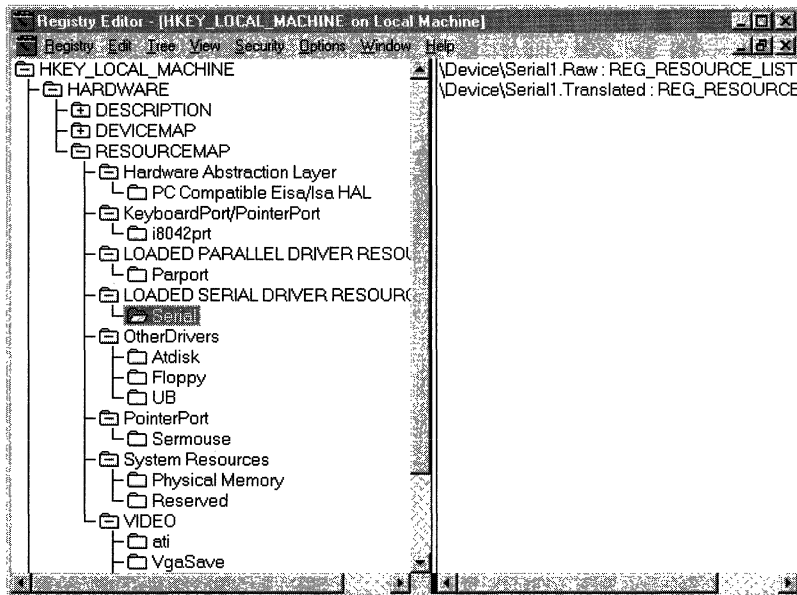 Registry Editor - [HKEY_LOCAL_MACHINE on Local Machine]
Registry Edit Tree View Security Options Window Help
HKEY_LOCAL_MACHINE
HARDWARE
DESCRIPTION
DEVICEMAP
RESOURCEMAP
Hardware Abstraction Layer
PC Compatible Eisa/Isa HAL
KeyboardPort/PointerPort
i8042prt
LOADED PARALLEL DRIVER RESOU
Parport
LOADED SERIAL DRIVER RESOURC
Serial
OtherDrivers
Atdisk
Floppy
UB
PointerPort
Sermouse
System Resources
Physical Memory
Reserved
VIDEO
ati
VgaSave
\Device\Serial1.Raw : REG_RESOURCE_LIST
\Device\Serial1.Translated : REG_RESOURCE